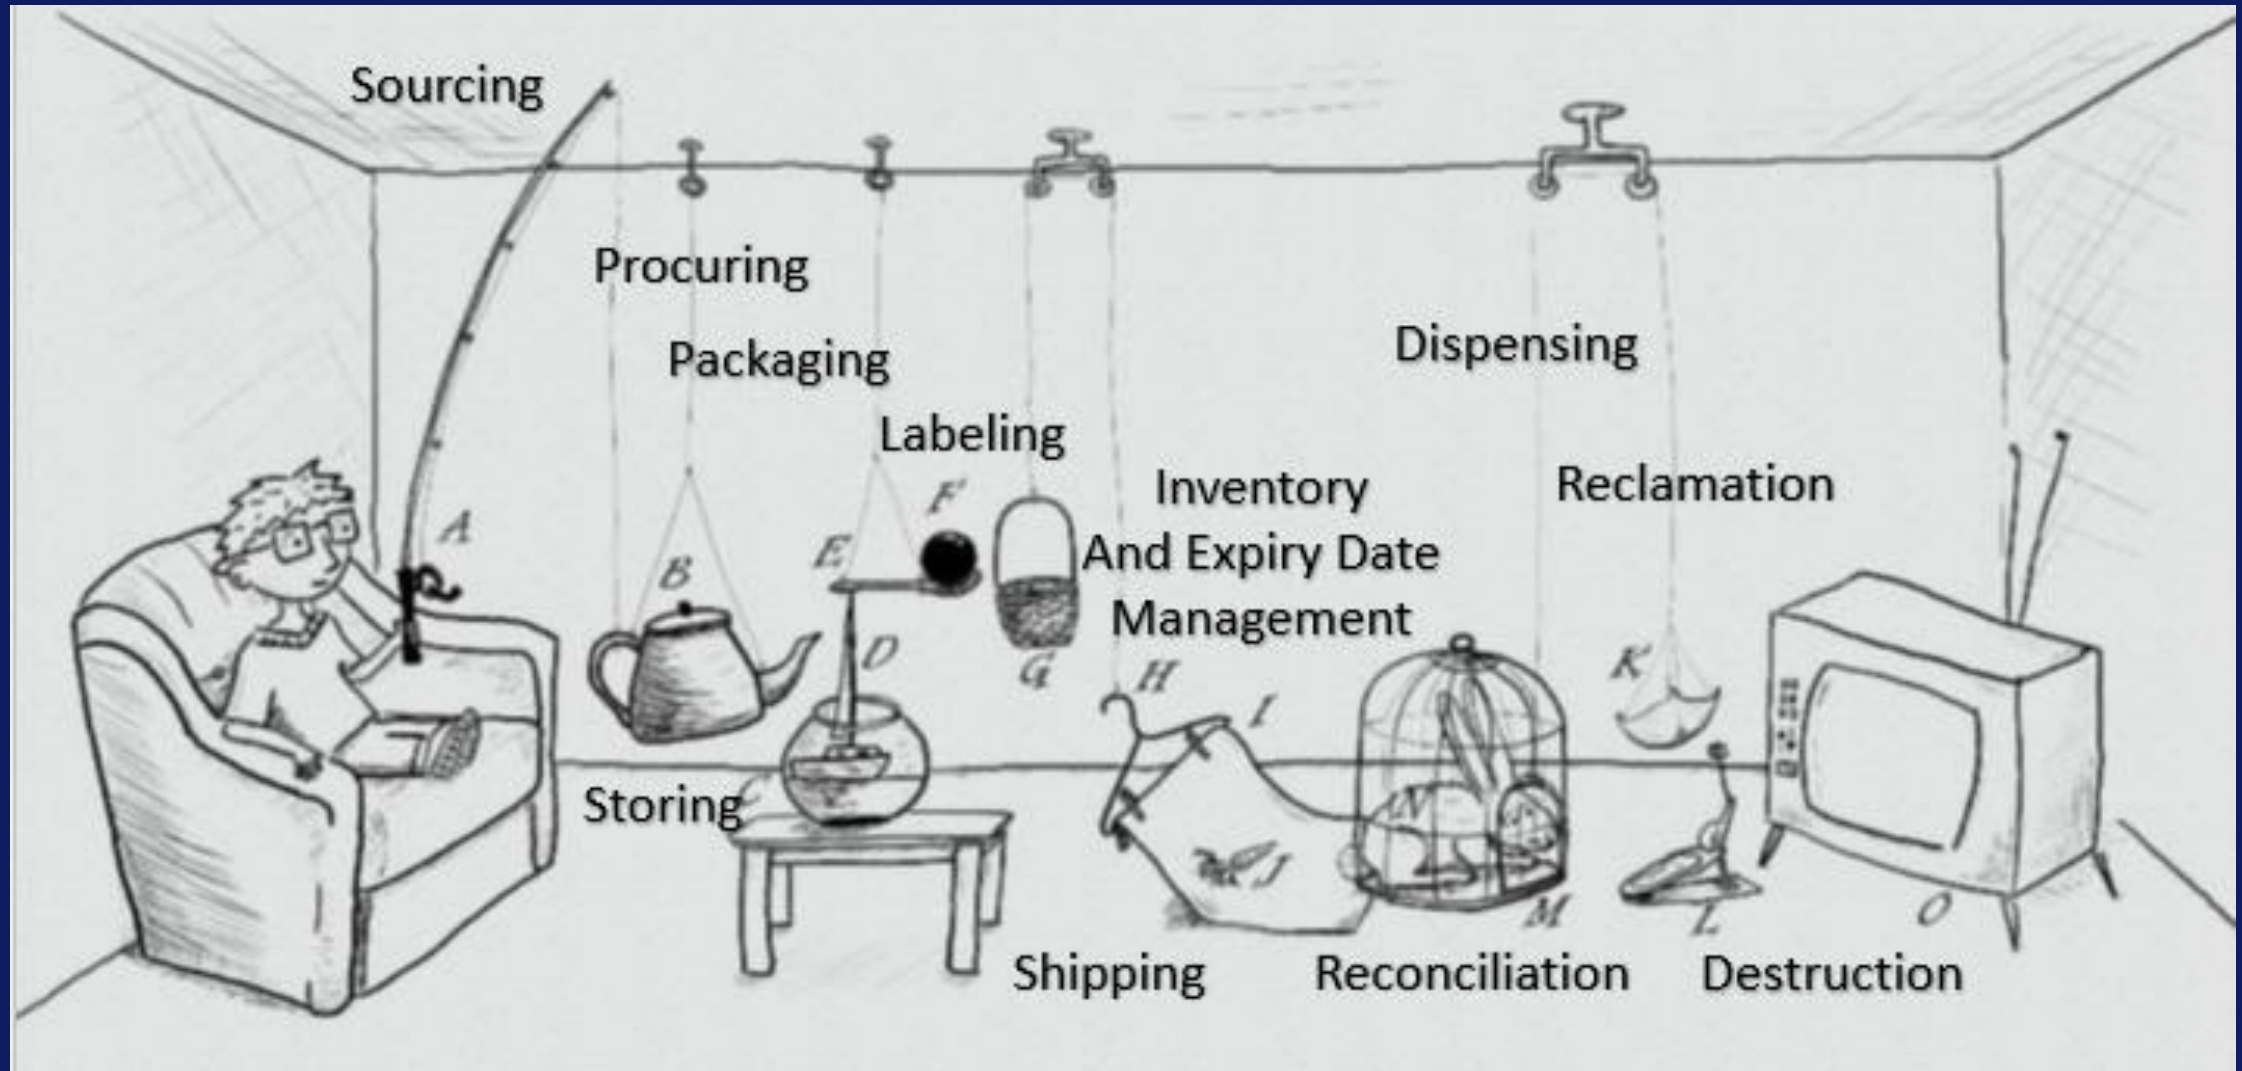 Sourcing
Procuring
Packaging
Dispensing
Labeling
Inventory
And Expiry Date
Management
Reclamation
F
A
E
B
D
G
H
K
I
Storing
C
N
J
M
L
O
Shipping
Reconciliation
Destruction